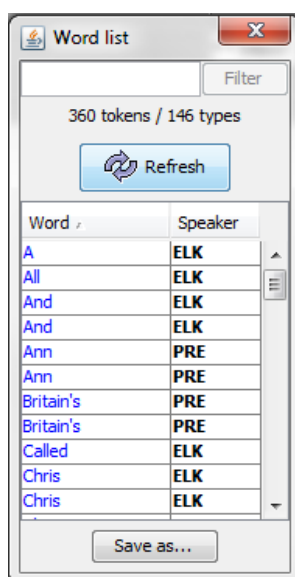 Word list
Filter
360 tokens / 146 types
Refresh
Word Speaker
A ELK
All ELK
And ELK
And ELK
Ann PRE
Ann PRE
Britain's PRE
Britain's PRE
Called ELK
Chris ELK
Chris ELK
Save as...